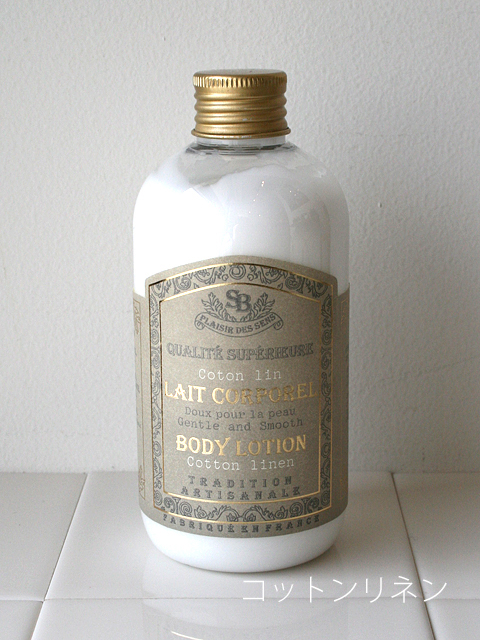 SB
PLAISIR DES SENS
QUALITÉ SUPÉRIEURE
Coton lin
LAIT CORPOREL
Doux pour la peau
Gentle and Smooth
BODY LOTION
Cotton linen
TRADITION
ARTISANALE
FABRIQUÉ EN FRANCE
コットンリネン